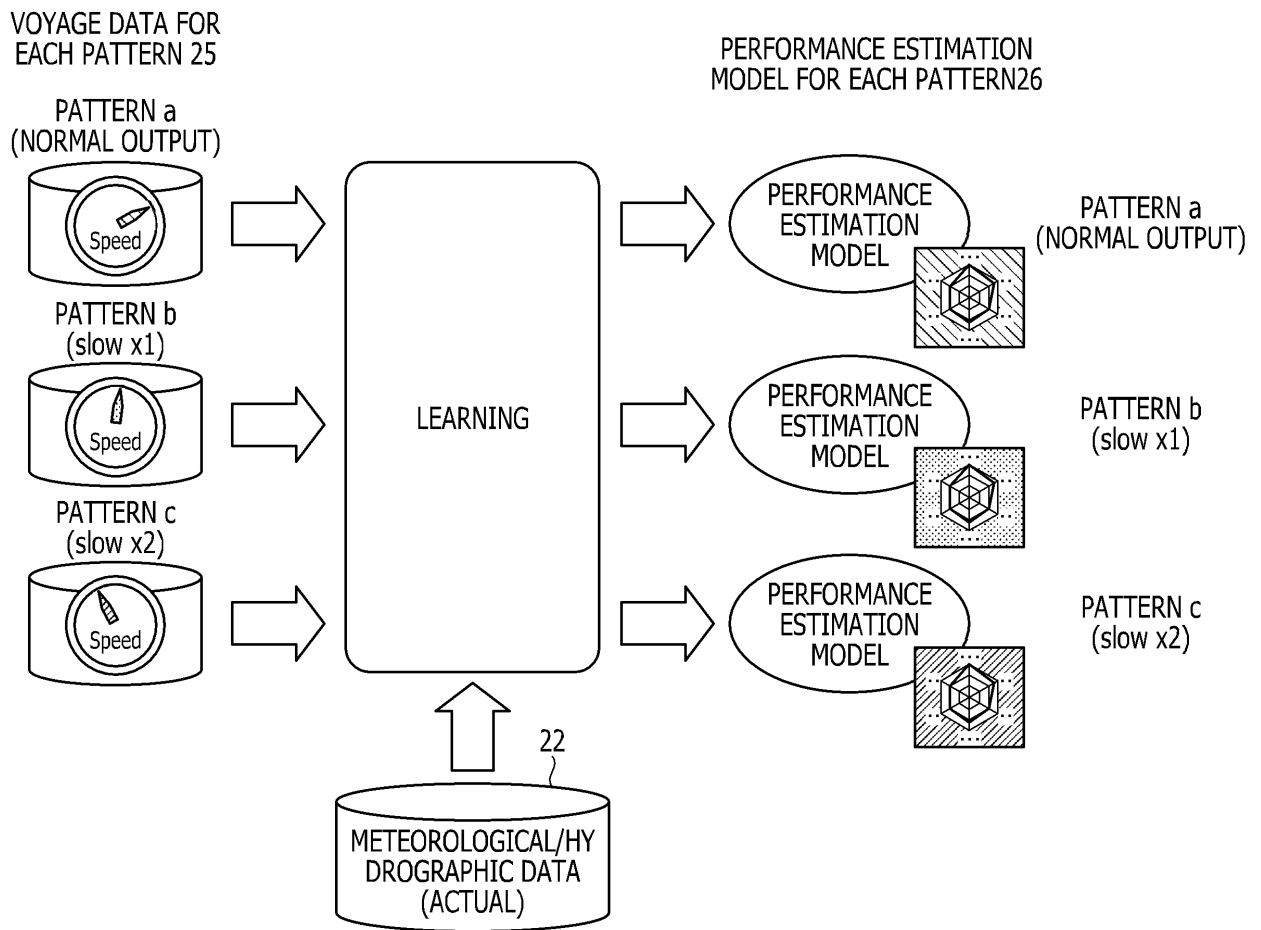 VOYAGE DATA FOR
EACH PATTERN 25
PERFORMANCE ESTIMATION
MODEL FOR EACH PATTERN26
PATTERN a
(NORMAL OUTPUT)
Speed
PERFORMANCE
ESTIMATION
MODEL
PATTERN a
(NORMAL OUTPUT)
PATTERN b
(slow x1)
Speed
LEARNING
PERFORMANCE
ESTIMATION
MODEL
PATTERN b
(slow x1)
PATTERN c
(slow x2)
Speed
PERFORMANCE
ESTIMATION
MODEL
PATTERN c
(slow x2)
22
METEOROLOGICAL/HY
DROGRAPHIC DATA
(ACTUAL)